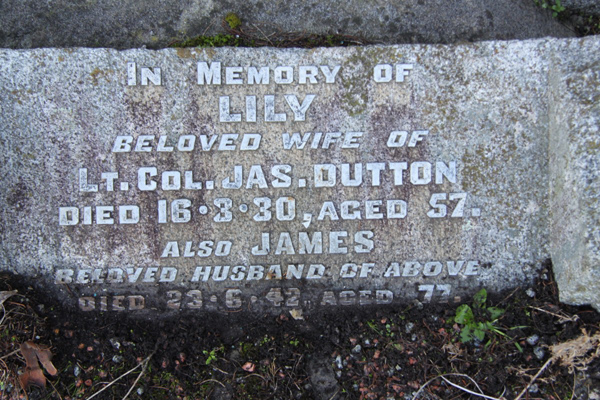 IN MEMORY OF
LILY
BELOVED WIFE OF
LT. COL. JAS. DUTTON
DIED 16·3·30, AGED 57.
ALSO JAMES
BELOVED HUSBAND OF ABOVE
DIED 23·6·42, AGED 77.